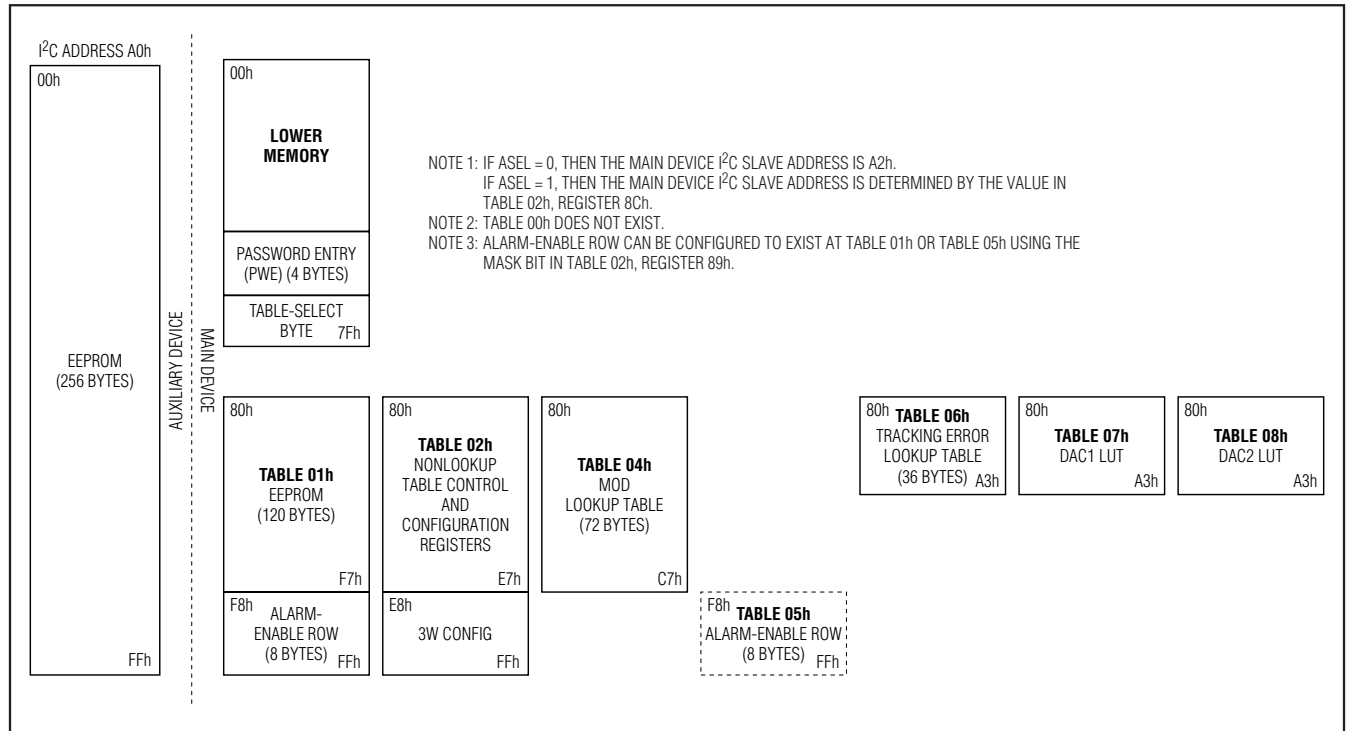 I2C ADDRESS A0h
00h
EEPROM
(256 BYTES)
FFh
AUXILIARY DEVICE
MAIN DEVICE
00h
LOWER
MEMORY
PASSWORD ENTRY
(PWE) (4 BYTES)
TABLE-SELECT
BYTE
7Fh
NOTE 1: IF ASEL = 0, THEN THE MAIN DEVICE I2C SLAVE ADDRESS IS A2h.
IF ASEL = 1, THEN THE MAIN DEVICE I2C SLAVE ADDRESS IS DETERMINED BY THE VALUE IN
TABLE 02h, REGISTER 8Ch.
NOTE 2: TABLE 00h DOES NOT EXIST.
NOTE 3: ALARM-ENABLE ROW CAN BE CONFIGURED TO EXIST AT TABLE 01h OR TABLE 05h USING THE
MASK BIT IN TABLE 02h, REGISTER 89h.
80h
TABLE 01h
EEPROM
(120 BYTES)
F7h
F8h
ALARM-
ENABLE ROW
(8 BYTES)
FFh
80h
TABLE 02h
NONLOOKUP
TABLE CONTROL
AND
CONFIGURATION
REGISTERS
E7h
E8h
3W CONFIG
FFh
80h
TABLE 04h
MOD
LOOKUP TABLE
(72 BYTES)
C7h
F8h
TABLE 05h
ALARM-ENABLE ROW
(8 BYTES)
FFh
80h
TABLE 06h
TRACKING ERROR
LOOKUP TABLE
(36 BYTES)
A3h
80h
TABLE 07h
DAC1 LUT
A3h
80h
TABLE 08h
DAC2 LUT
A3h